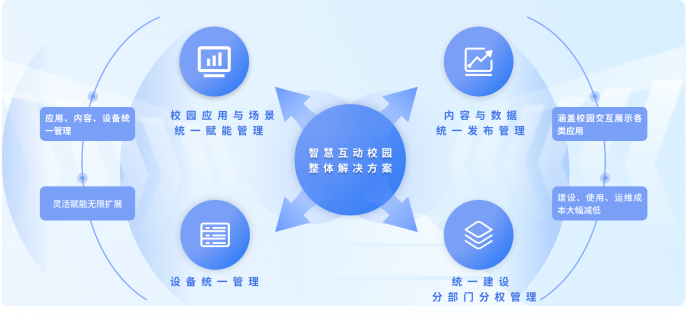 校园应用与场景
统一赋能管理
内容与数据
统一发布管理
应用、内容、设备统
一管理
涵盖校园交互展示各
类应用
智慧互动校园
整体解决方案
灵活赋能无限扩展
建设、使用、运维成
本大幅减低
设备统一管理
统一建设
分部门分权管理